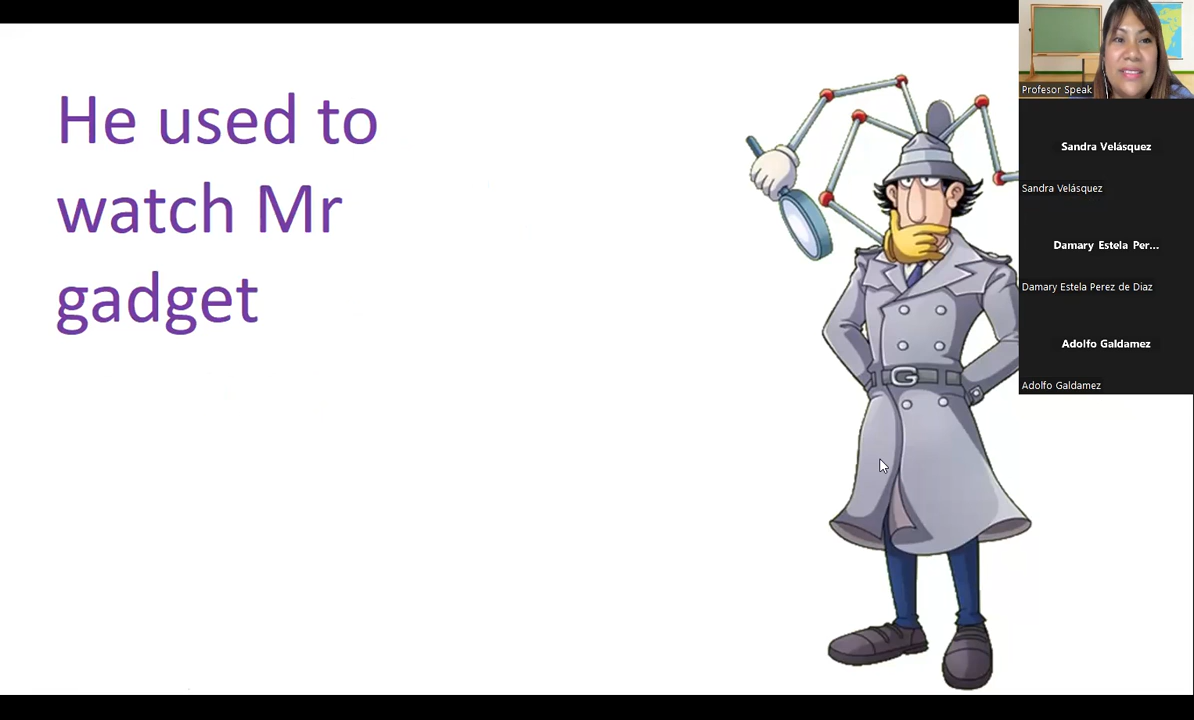 He used to
watch Mr
gadget
G
Profesor Speak
Sandra Velásquez
Sandra Velásquez
Damary Estela Per...
Damary Estela Perez de Diaz
Adolfo Galdamez
Adolfo Galdamez